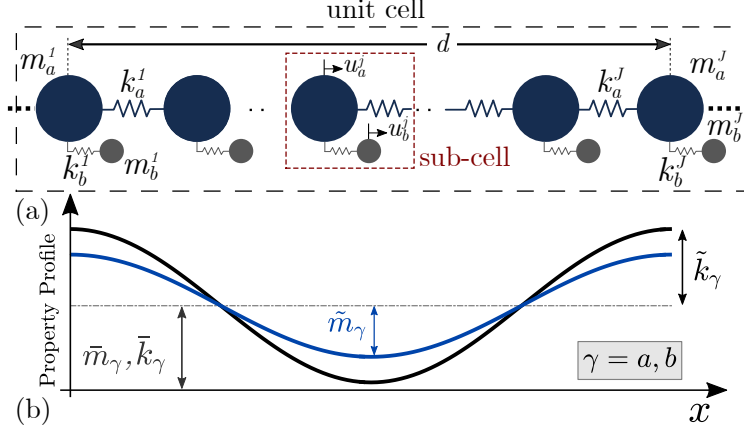 unit cell
d
m_a^1
k_a^1
u_a^j
k_a^J
m_a^J
u_b^j
m_b^J
k_b^1
m_b^1
sub-cell
k_b^J
(a)
Property Profile
k̃_γ
m̃_γ
m̄_γ, k̄_γ
γ = a, b
(b)
x